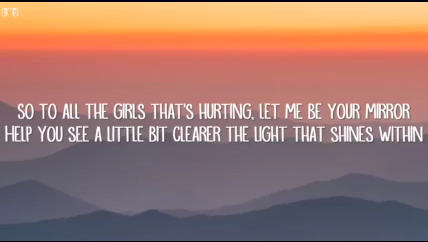 SO TO ALL THE GIRLS THAT'S HURTING, LET ME BE YOUR MIRROR
HELP YOU SEE A LITTLE BIT CLEARER THE LIGHT THAT SHINES WITHIN